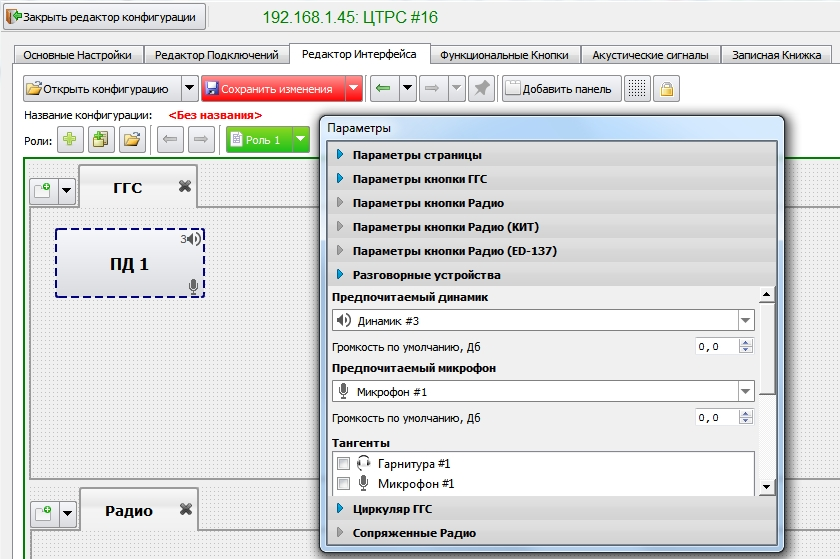 Закрыть редактор конфигурации
192.168.1.45: ЦТРС #16
Основные Настройки Редактор Подключений Редактор Интерфейса Функциональные Кнопки Акустические сигналы Записная Книжка
Открыть конфигурацию Сохранить изменения Добавить панель
Название конфигурации: <Без названия>
Роли: Роль 1
Параметры
Параметры страницы
Параметры кнопки ГГС
Параметры кнопки Радио
Параметры кнопки Радио (КИТ)
Параметры кнопки Радио (ED-137)
Разговорные устройства
Предпочитаемый динамик
Динамик #3
Громкость по умолчанию, Дб 0,0
Предпочитаемый микрофон
Микрофон #1
Громкость по умолчанию, Дб 0,0
Тангенты
Гарнитура #1
Микрофон #1
Циркуляр ГГС
Сопряженные Радио
ГГС
3
ПД 1
Радио